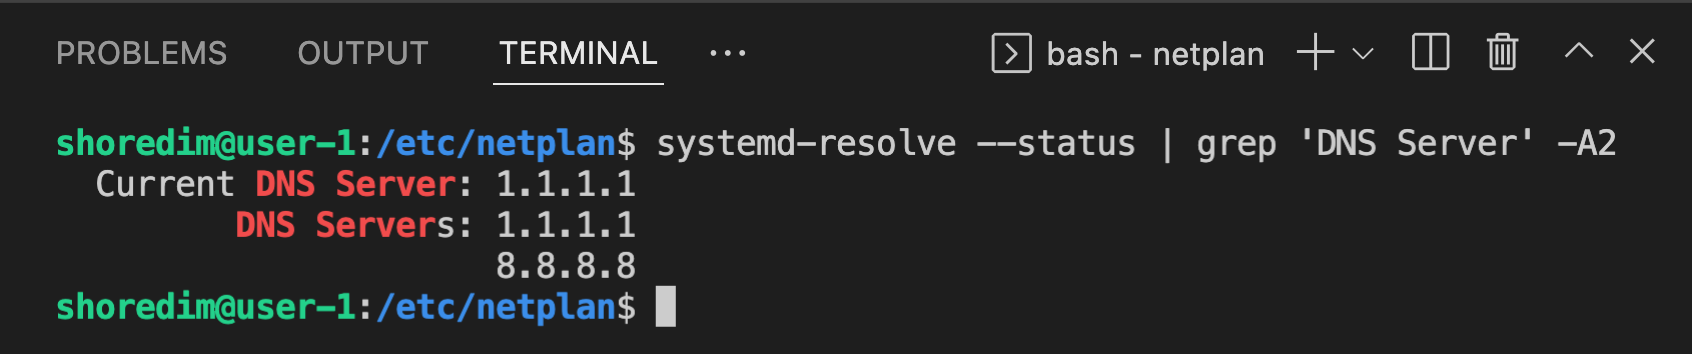 PROBLEMS OUTPUT TERMINAL ... bash - netplan
shoredim@user-1:/etc/netplan$ systemd-resolve --status | grep 'DNS Server' -A2
Current DNS Server: 1.1.1.1
DNS Servers: 1.1.1.1
8.8.8.8
shoredim@user-1:/etc/netplan$